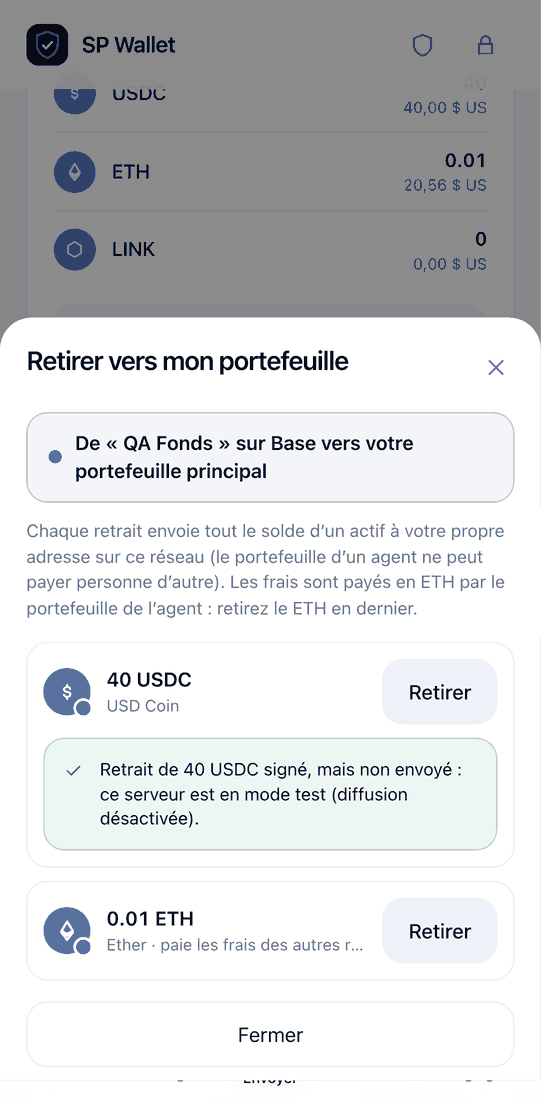 SP Wallet
USDC
40
40,00 $ US
ETH
0.01
20,56 $ US
LINK
0
0,00 $ US
Retirer vers mon portefeuille
De « QA Fonds » sur Base vers votre
portefeuille principal
Chaque retrait envoie tout le solde d’un actif à votre propre
adresse sur ce réseau (le portefeuille d’un agent ne peut
payer personne d’autre). Les frais sont payés en ETH par le
portefeuille de l’agent : retirez le ETH en dernier.
$
40 USDC
USD Coin
Retirer
Retrait de 40 USDC signé, mais non envoyé :
ce serveur est en mode test (diffusion
désactivée).
0.01 ETH
Ether · paie les frais des autres r...
Retirer
Fermer
Envoyer